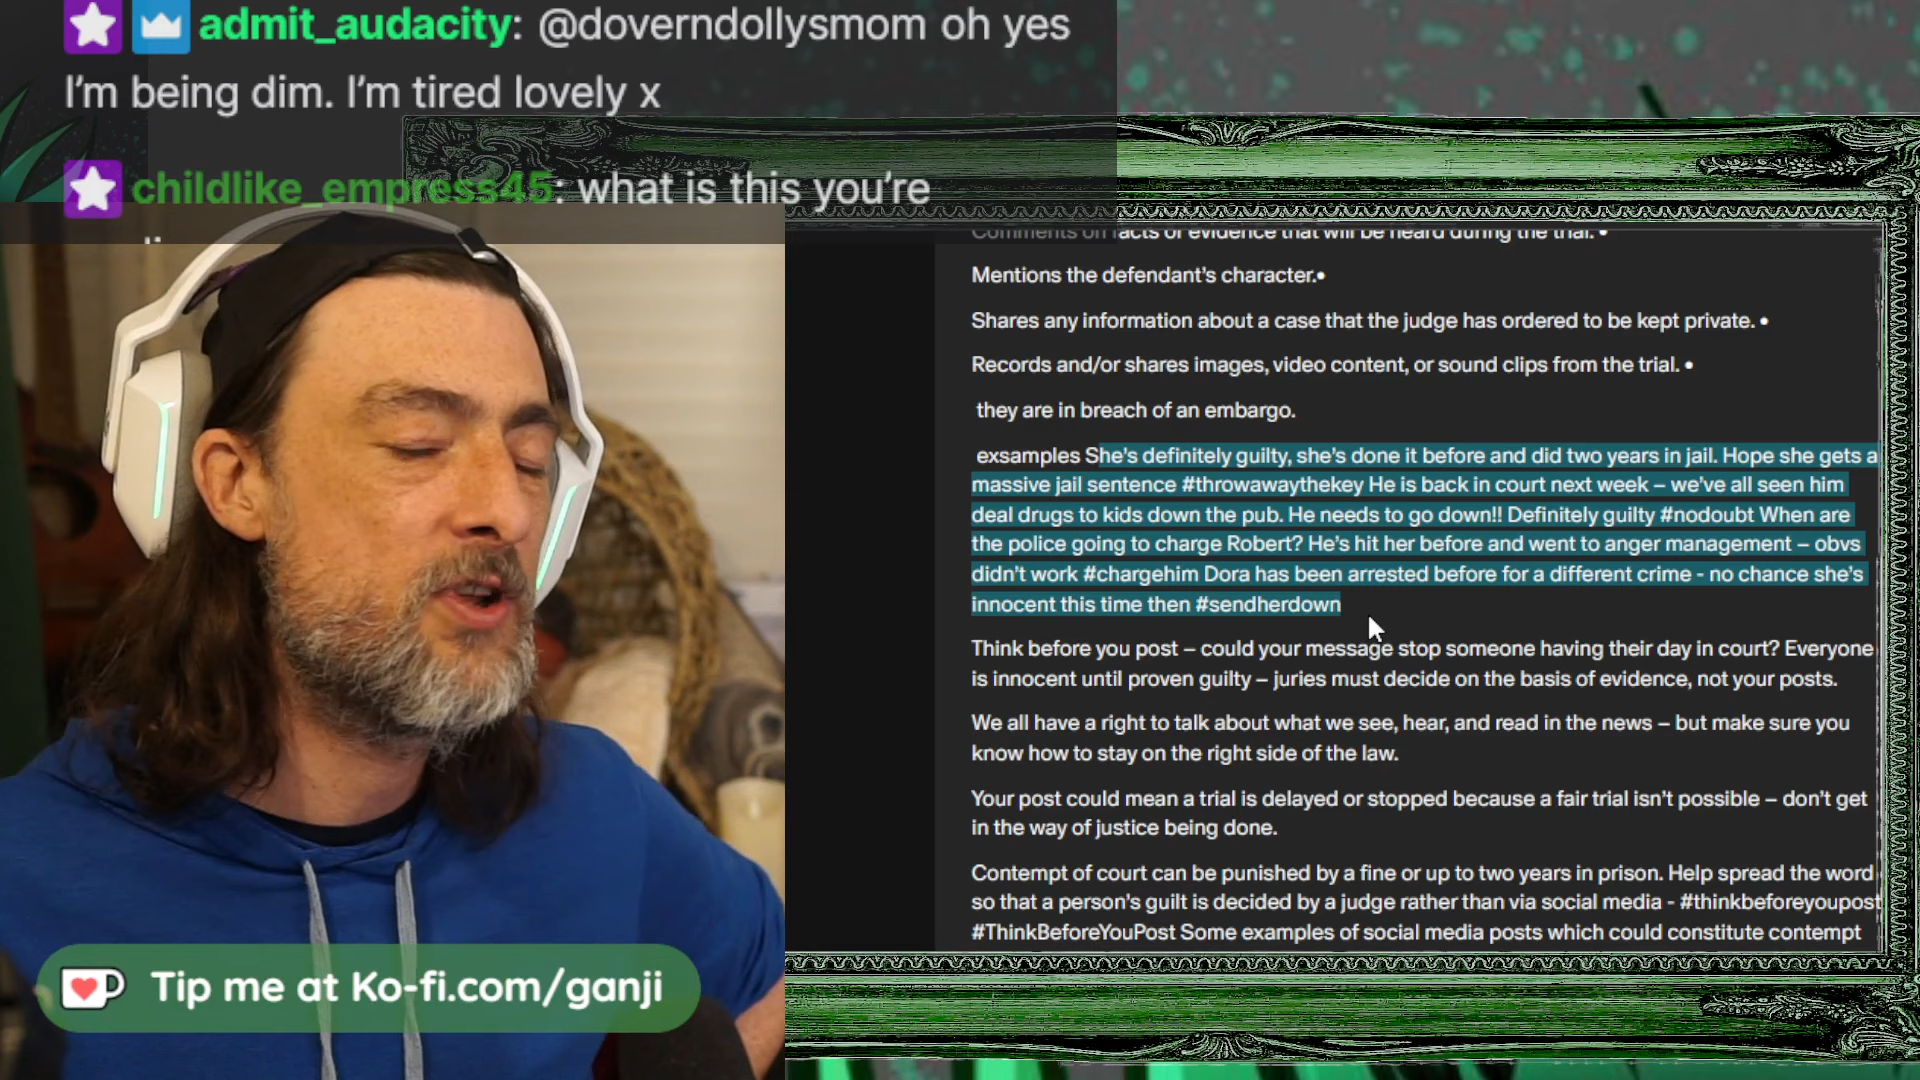 admit_audacity: @doverndollysmom oh yes
I'm being dim. I'm tired lovely x
childlike_empress45: what is this you're
Comments on facts or evidence that will be heard during the trial. •
Mentions the defendant's character.•
Shares any information about a case that the judge has ordered to be kept private. •
Records and/or shares images, video content, or sound clips from the trial. •
they are in breach of an embargo.
exsamples She's definitely guilty, she's done it before and did two years in jail. Hope she gets a
massive jail sentence #throwawaythekey He is back in court next week – we've all seen him
deal drugs to kids down the pub. He needs to go down!! Definitely guilty #nodoubt When are
the police going to charge Robert? He's hit her before and went to anger management – obvs
didn't work #chargehim Dora has been arrested before for a different crime - no chance she's
innocent this time then #sendherdown
Think before you post – could your message stop someone having their day in court? Everyone
is innocent until proven guilty – juries must decide on the basis of evidence, not your posts.
We all have a right to talk about what we see, hear, and read in the news – but make sure you
know how to stay on the right side of the law.
Your post could mean a trial is delayed or stopped because a fair trial isn't possible – don't get
in the way of justice being done.
Contempt of court can be punished by a fine or up to two years in prison. Help spread the word
so that a person's guilt is decided by a judge rather than via social media - #thinkbeforeyoupost
#ThinkBeforeYouPost Some examples of social media posts which could constitute contempt
Tip me at Ko-fi.com/ganji